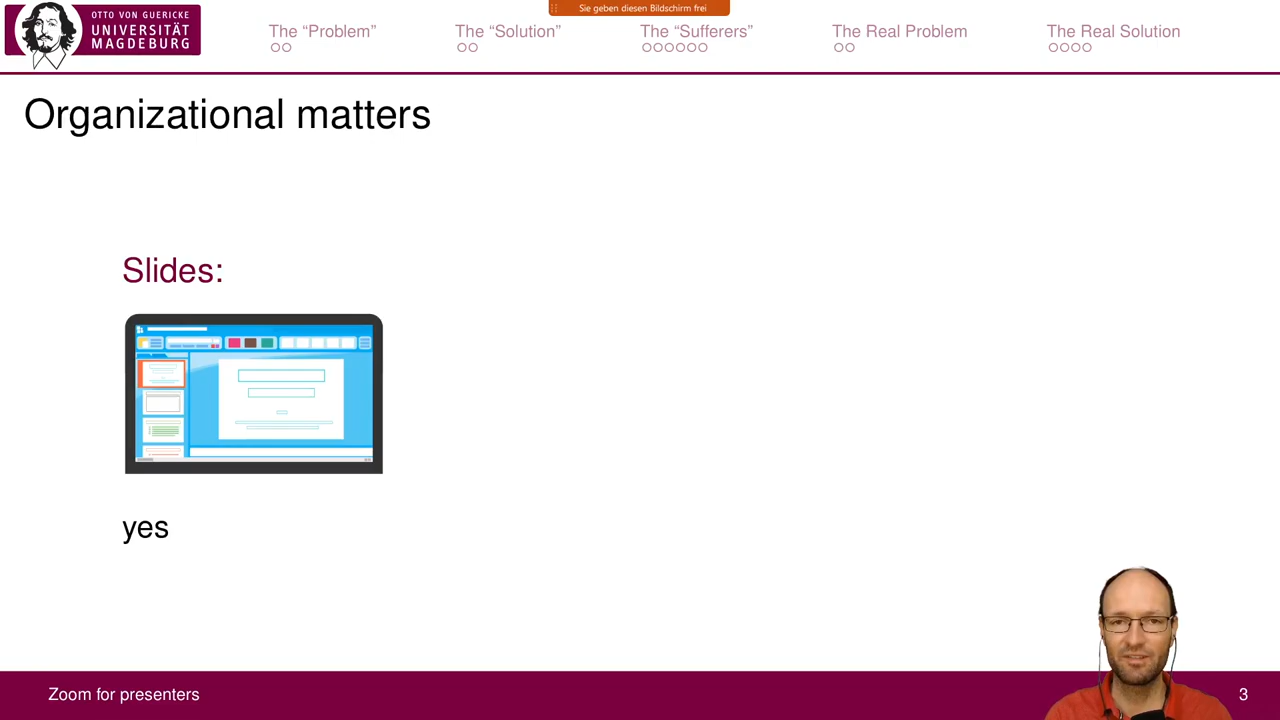 Sie geben diesen Bildschirm frei
OTTO VON GUERICKE
UNIVERSITÄT
MAGDEBURG
The “Problem”
The “Solution”
The “Sufferers”
The Real Problem
The Real Solution
Organizational matters
Slides:
yes
Zoom for presenters
3